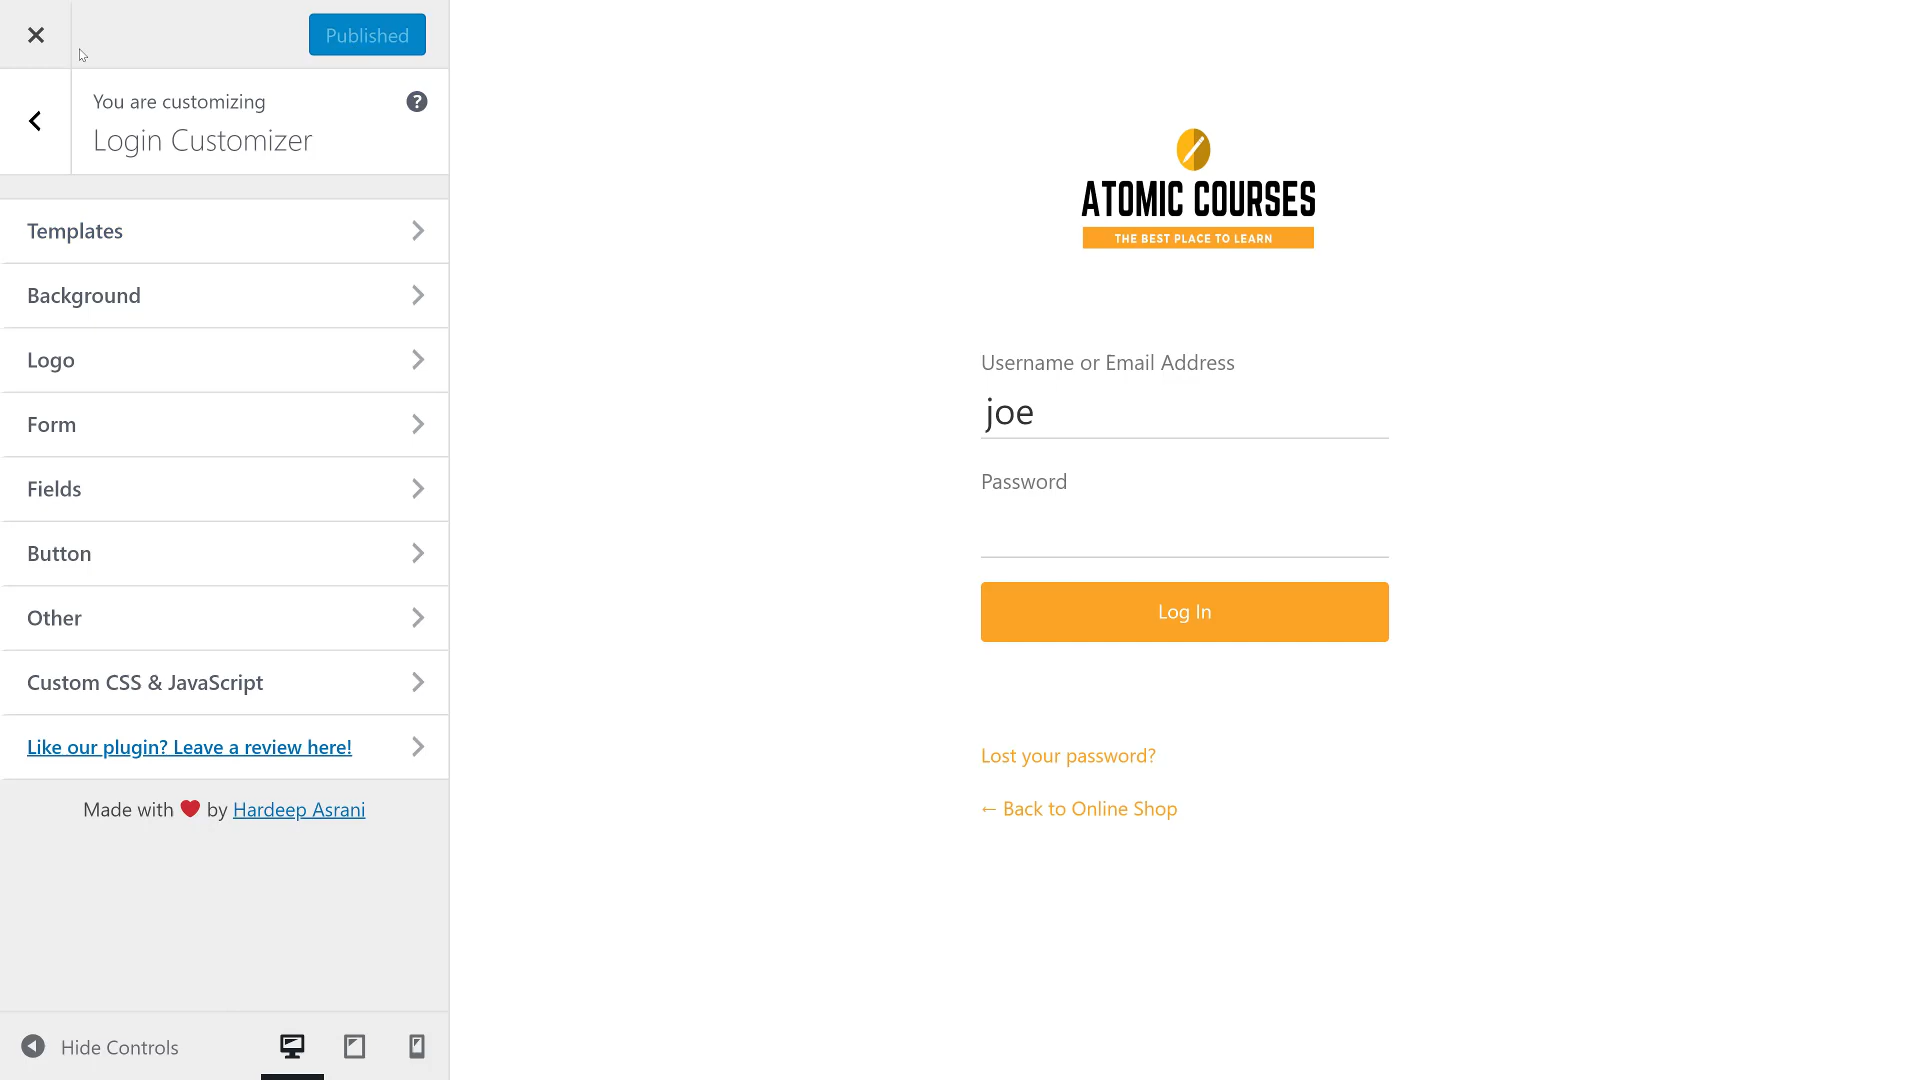 Published
You are customizing
Login Customizer
Templates
Background
Logo
Form
Fields
Button
Other
Custom CSS & JavaScript
Like our plugin? Leave a review here!
Made with ❤ by Hardeep Asrani
Hide Controls
ATOMIC COURSES
THE BEST PLACE TO LEARN
Username or Email Address
joe
Password
Log In
Lost your password?
← Back to Online Shop